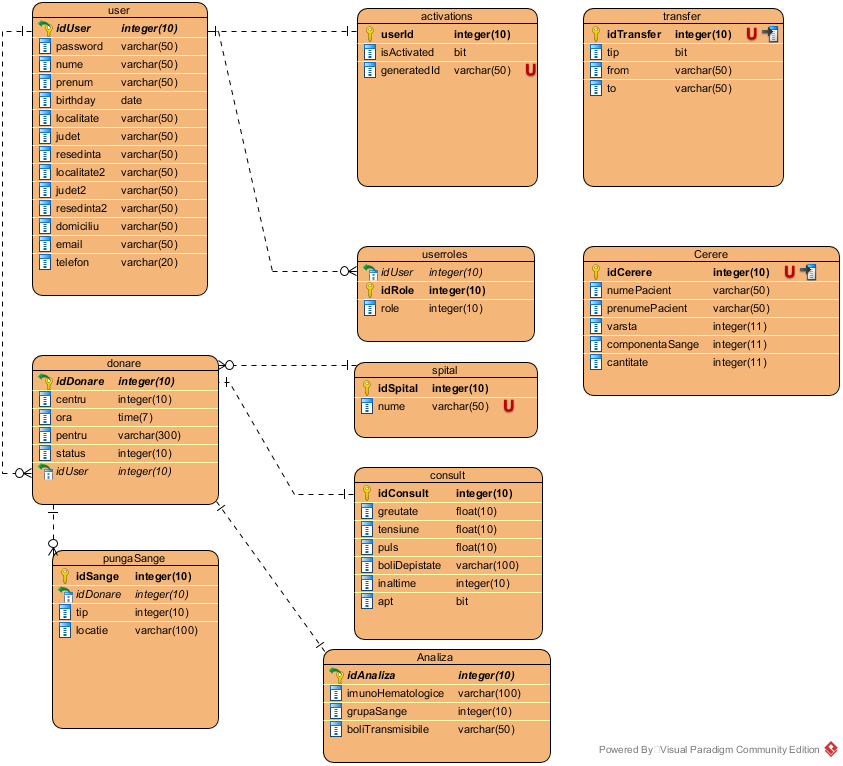 user
idUser integer(10)
password varchar(50)
nume varchar(50)
prenum varchar(50)
birthday date
localitate varchar(50)
judet varchar(50)
resedinta varchar(50)
localitate2 varchar(50)
judet2 varchar(50)
resedinta2 varchar(50)
domiciliu varchar(50)
email varchar(50)
telefon varchar(20)
activations
userId integer(10)
isActivated bit
generatedId varchar(50) U
transfer
idTransfer integer(10) U
tip bit
from varchar(50)
to varchar(50)
userroles
idUser integer(10)
idRole integer(10)
role integer(10)
Cerere
idCerere integer(10) U
numePacient varchar(50)
prenumePacient varchar(50)
varsta integer(11)
componentaSange integer(11)
cantitate integer(11)
donare
idDonare integer(10)
centru integer(10)
ora time(7)
pentru varchar(300)
status integer(10)
idUser integer(10)
spital
idSpital integer(10)
nume varchar(50) U
consult
idConsult integer(10)
greutate float(10)
tensiune float(10)
puls float(10)
boliDepistate varchar(100)
inaltime integer(10)
apt bit
pungaSange
idSange integer(10)
idDonare integer(10)
tip integer(10)
locatie varchar(100)
Analiza
idAnaliza integer(10)
imunoHematologice varchar(100)
grupaSange integer(10)
boliTransmisibile varchar(50)
Powered By Visual Paradigm Community Edition